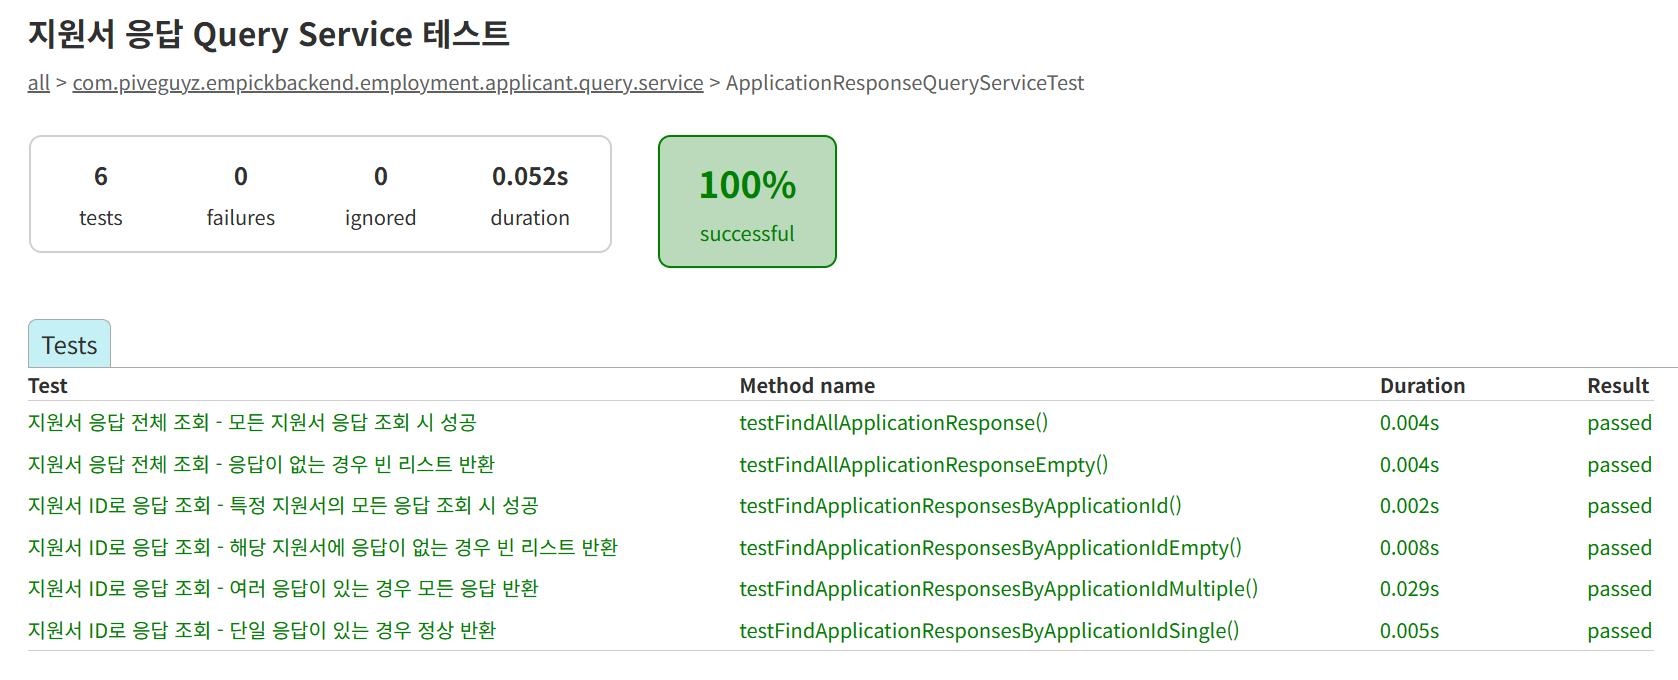 지원서 응답 Query Service 테스트
all > com.piveguyz.empickbackend.employment.applicant.query.service > ApplicationResponseQueryServiceTest
6 0 0 0.052s
tests failures ignored duration
100%
successful
Tests
Test Method name Duration Result
지원서 응답 전체 조회 - 모든 지원서 응답 조회 시 성공 testFindAllApplicationResponse() 0.004s passed
지원서 응답 전체 조회 - 응답이 없는 경우 빈 리스트 반환 testFindAllApplicationResponseEmpty() 0.004s passed
지원서 ID로 응답 조회 - 특정 지원서의 모든 응답 조회 시 성공 testFindApplicationResponsesByApplicationId() 0.002s passed
지원서 ID로 응답 조회 - 해당 지원서에 응답이 없는 경우 빈 리스트 반환 testFindApplicationResponsesByApplicationIdEmpty() 0.008s passed
지원서 ID로 응답 조회 - 여러 응답이 있는 경우 모든 응답 반환 testFindApplicationResponsesByApplicationIdMultiple() 0.029s passed
지원서 ID로 응답 조회 - 단일 응답이 있는 경우 정상 반환 testFindApplicationResponsesByApplicationIdSingle() 0.005s passed